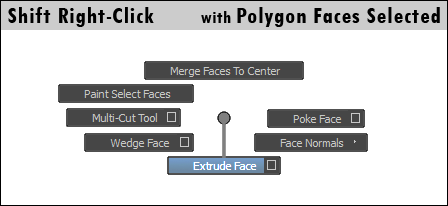 Shift Right-Click with Polygon Faces Selected
Merge Faces To Center
Paint Select Faces
Multi-Cut Tool
Poke Face
Wedge Face
Face Normals
Extrude Face